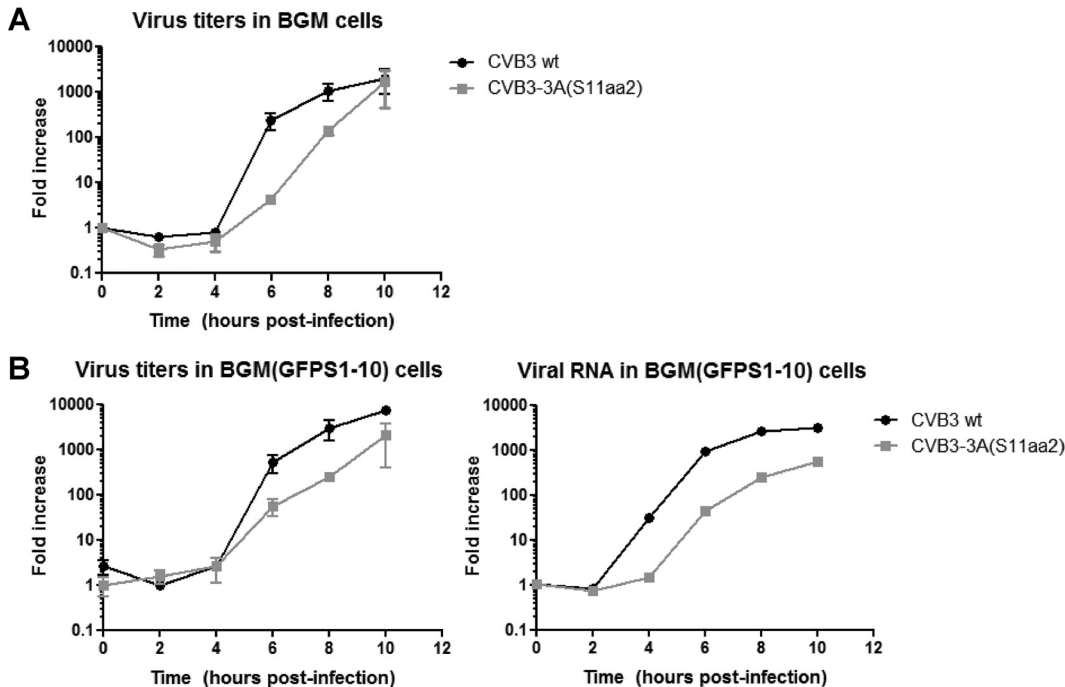 A
Virus titers in BGM cells
10000
1000
100
10
1
0.1
Fold increase
0 2 4 6 8 10 12
Time (hours post-infection)
CVB3 wt
CVB3-3A(S11aa2)
B
Virus titers in BGM(GFPS1-10) cells
10000
1000
100
10
1
0.1
Fold increase
0 2 4 6 8 10 12
Time (hours post-infection)
Viral RNA in BGM(GFPS1-10) cells
10000
1000
100
10
1
0.1
Fold increase
0 2 4 6 8 10 12
Time (hours post-infection)
CVB3 wt
CVB3-3A(S11aa2)